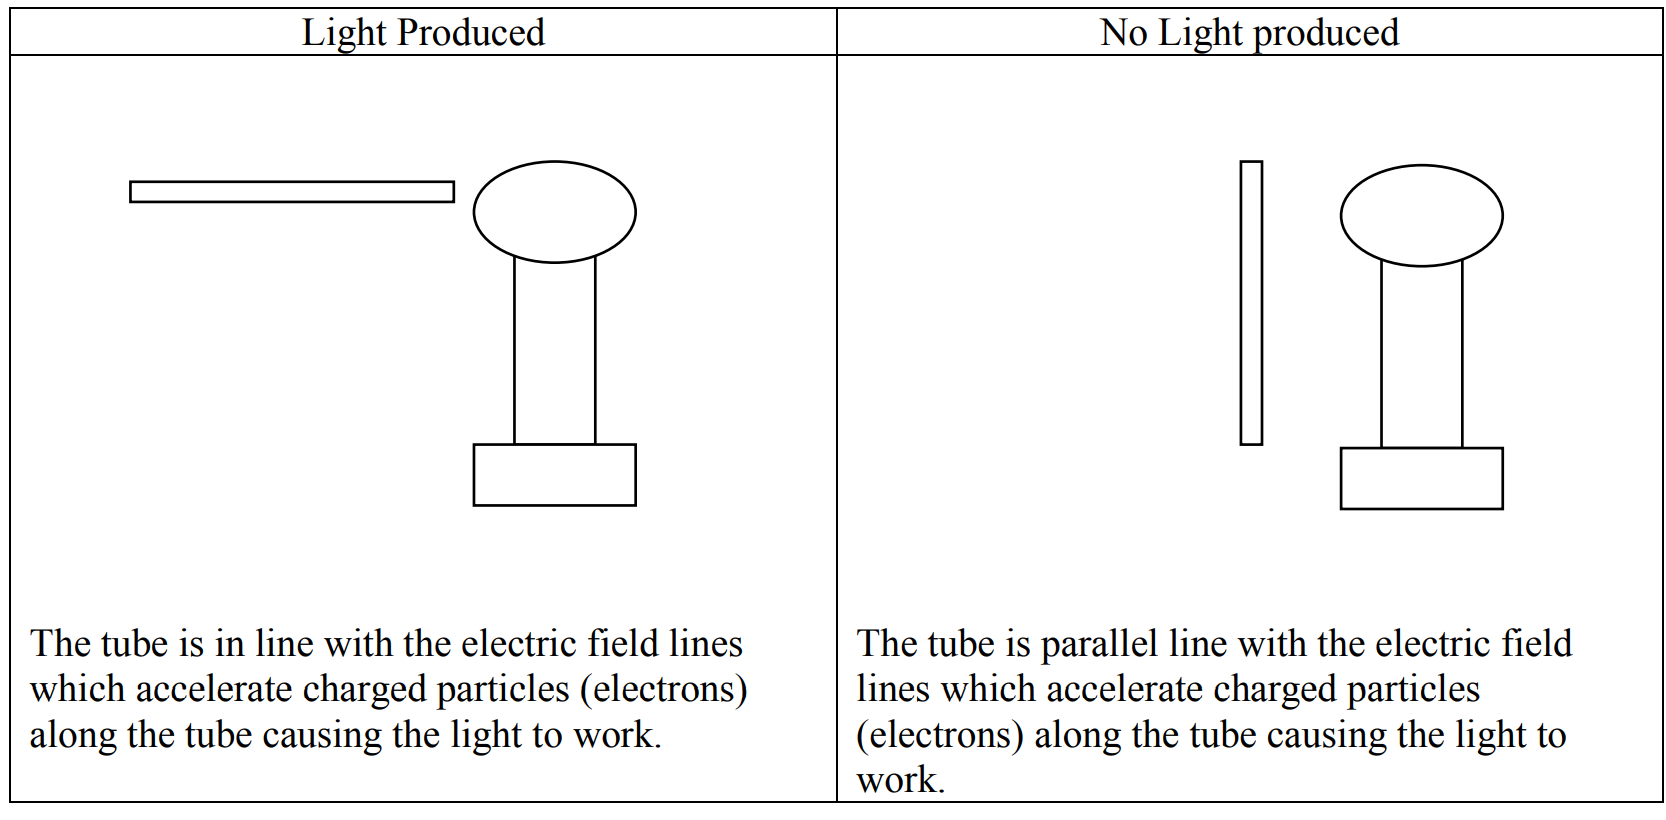 Light Produced
No Light produced
The tube is in line with the electric field lines
which accelerate charged particles (electrons)
along the tube causing the light to work.
The tube is parallel line with the electric field
lines which accelerate charged particles
(electrons) along the tube causing the light to
work.